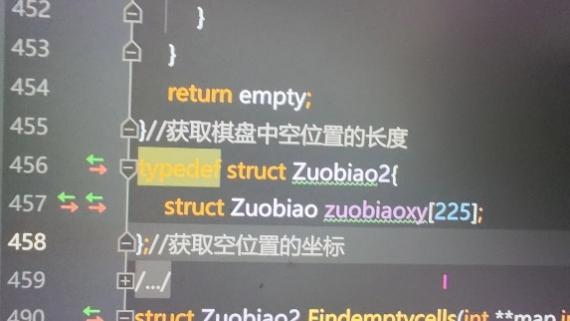 452 }
453 }
454 return empty;
455 }//获取棋盘中空位置的长度
456 typedef struct Zuobiao2{
457 struct Zuobiao zuobiaoxy[225];
458 };//获取空位置的坐标
459 /.../
490 struct Zuobiao2 Findemptycells(int **map,in